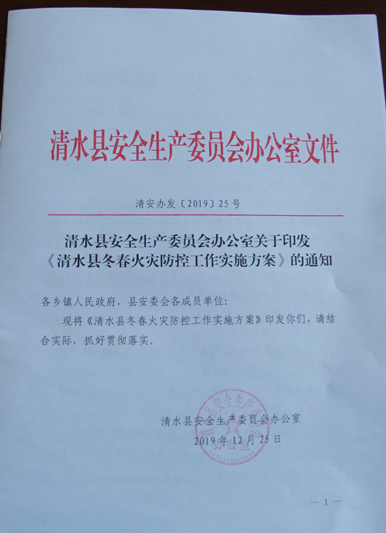 清水县安全生产委员会办公室文件
清安办发〔2019〕25号
清水县安全生产委员会办公室关于印发
《清水县冬春火灾防控工作实施方案》的通知
各乡镇人民政府，县安委会各成员单位：
现将《清水县冬春火灾防控工作实施方案》印发你们，请结
合实际，抓好贯彻落实。
清水县安全生产委员会办公室
2019年12月25日
— 1 —